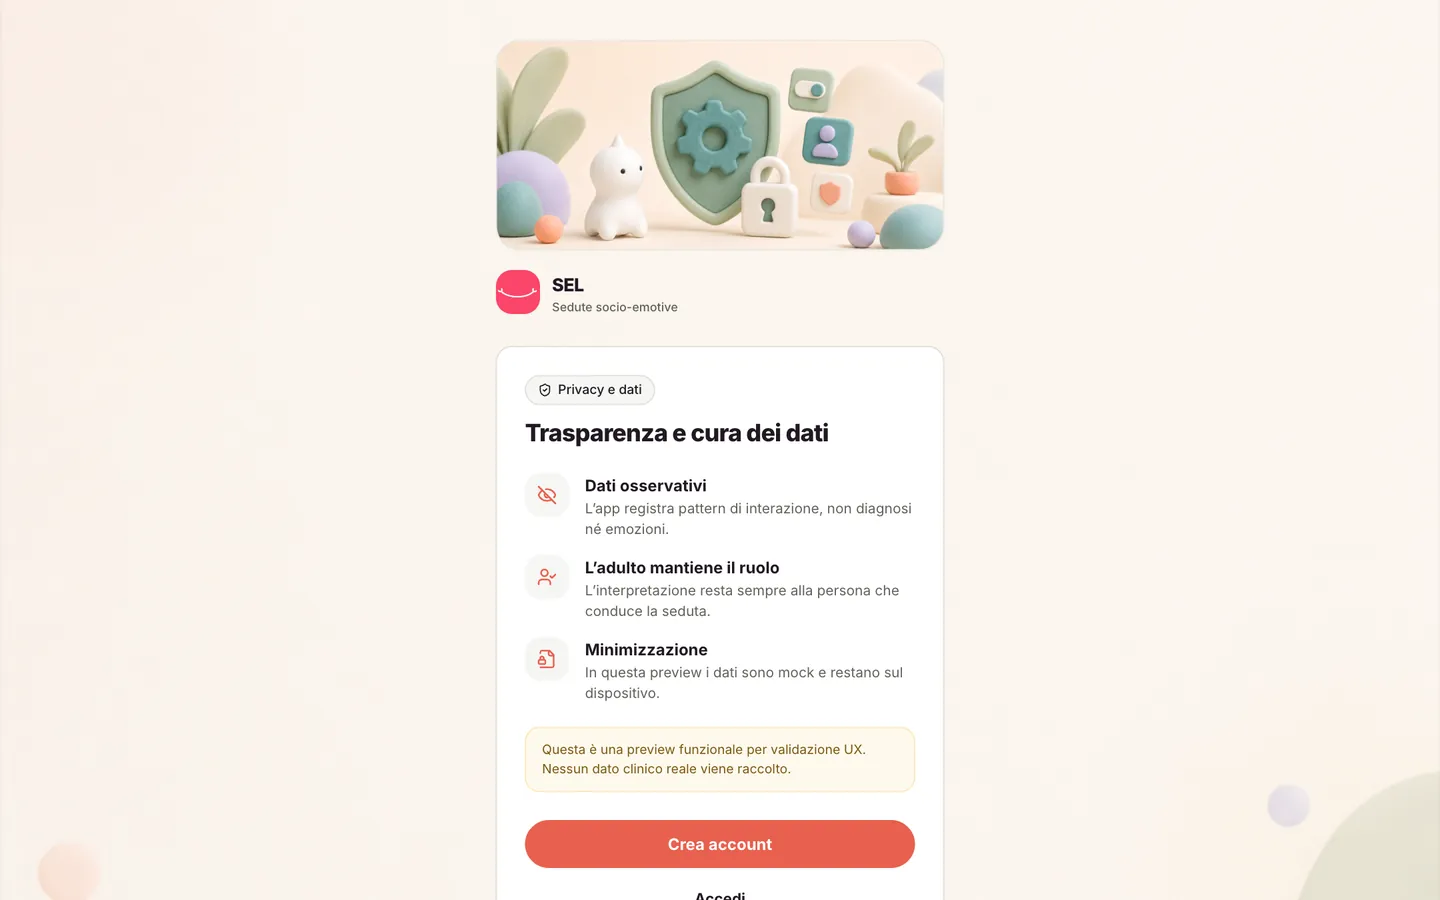 SEL
Sedute socio-emotive
Privacy e dati
Trasparenza e cura dei dati
Dati osservativi
L’app registra pattern di interazione, non diagnosi
né emozioni.
L’adulto mantiene il ruolo
L’interpretazione resta sempre alla persona che
conduce la seduta.
Minimizzazione
In questa preview i dati sono mock e restano sul
dispositivo.
Questa è una preview funzionale per validazione UX.
Nessun dato clinico reale viene raccolto.
Crea account
Accedi